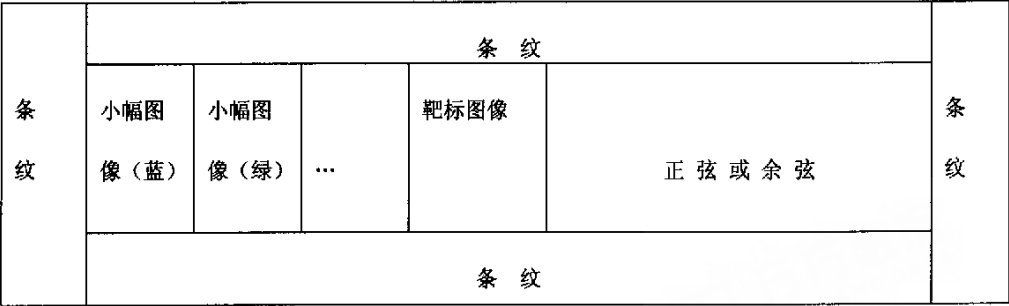 条 纹
条
纹
小幅图
像（蓝）
小幅图
像（绿）
…
靶标图像
正 弦 或 余 弦
条
纹
条 纹